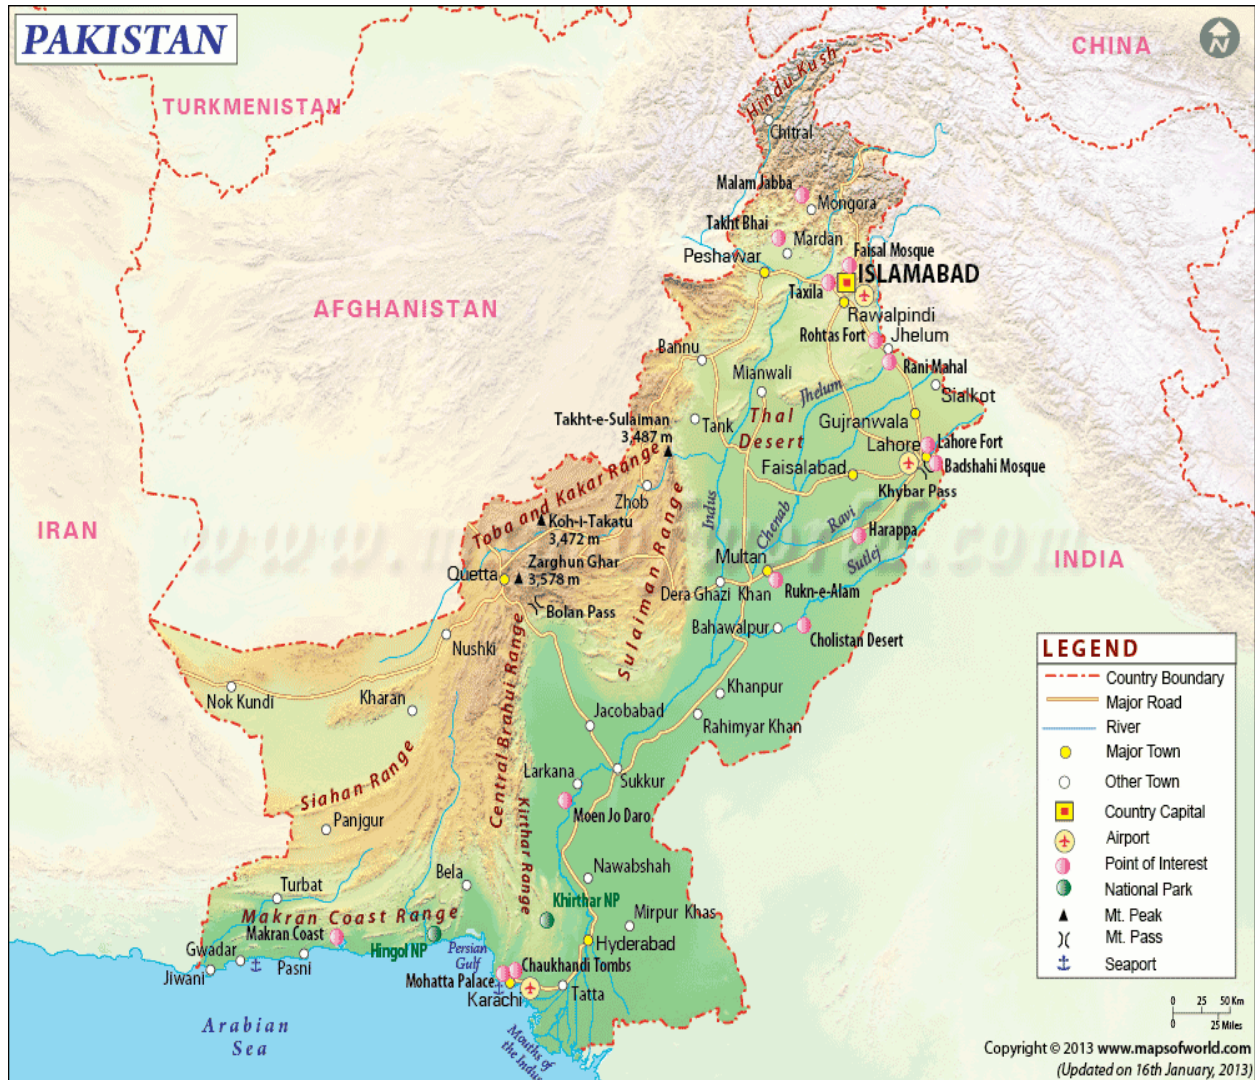 PAKISTAN
CHINA
N
TURKMENISTAN
Hindu Kush
Chitral
Malam Jabba
Mongora
Takht Bhai
Mardan
Peshawar
Faisal Mosque
ISLAMABAD
Taxila
AFGHANISTAN
Rawalpindi
Rohtas Fort
Jhelum
Bannu
Rani Mahal
Mianwali
Jhelum
Sialkot
Takht-e-Sulaiman
3,487 m
Tank
Thal
Desert
Gujranwala
Lahore
Lahore Fort
Badshahi Mosque
Faisalabad
Khybar Pass
Toba and Kakar Range
Zhob
Indus
Chenab
Ravi
Harappa
IRAN
Koh-i-Takatu
3,472 m
Sulaiman Range
Sutlej
INDIA
Multan
Zarghun Ghar
3,578 m
Quetta
Dera Ghazi Khan
Rukn-e-Alam
Bolan Pass
Bahawalpur
Cholistan Desert
Nushki
Central Brahui Range
LEGEND
Country Boundary
Major Road
River
Major Town
Other Town
Country Capital
Airport
Point of Interest
National Park
Mt. Peak
Mt. Pass
Seaport
Nok Kundi
Kharan
Khanpur
Jacobabad
Rahimyar Khan
Siahan Range
Larkana
Sukkur
Panjgur
Kirthar Range
Moen Jo Daro
Nawabshah
Bela
Turbat
Khirthar NP
Makran Coast Range
Mirpur Khas
Makran Coast
Hingol NP
Persian
Gulf
Hyderabad
Gwadar
Pasni
Jiwani
Chaukhandi Tombs
Mohatta Palace
Karachi
Tatta
Arabian
Sea
Mouths of
the Indus
0 25 50 Km
0 25 Miles
Copyright © 2013 www.mapsofworld.com
(Updated on 16th January, 2013)